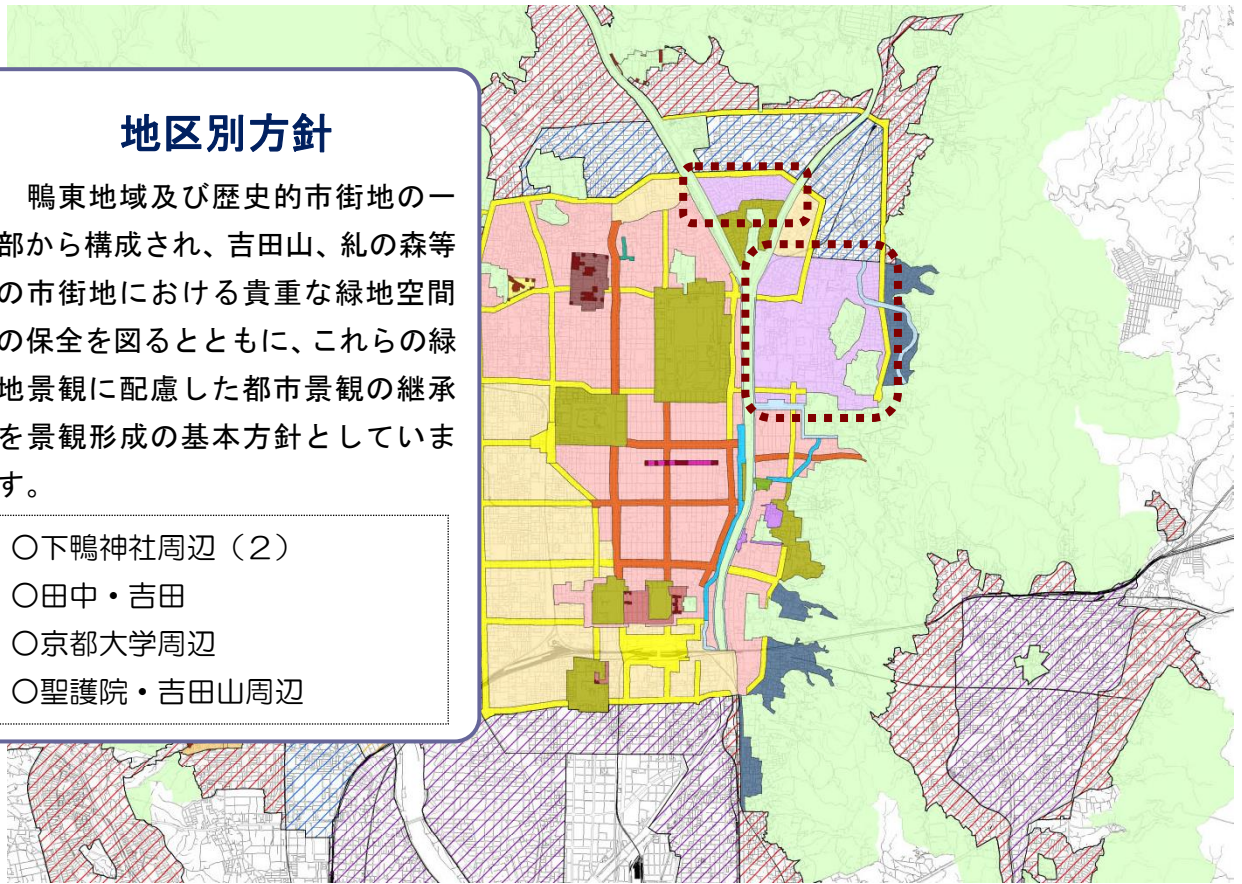 地区別方針
鴨東地域及び歴史的市街地の一
部から構成され、吉田山、糺の森等
の市街地における貴重な緑地空間
の保全を図るとともに、これらの緑
地景観に配慮した都市景観の継承
を景観形成の基本方針としていま
す。
○下鴨神社周辺（2）
○田中・吉田
○京都大学周辺
○聖護院・吉田山周辺